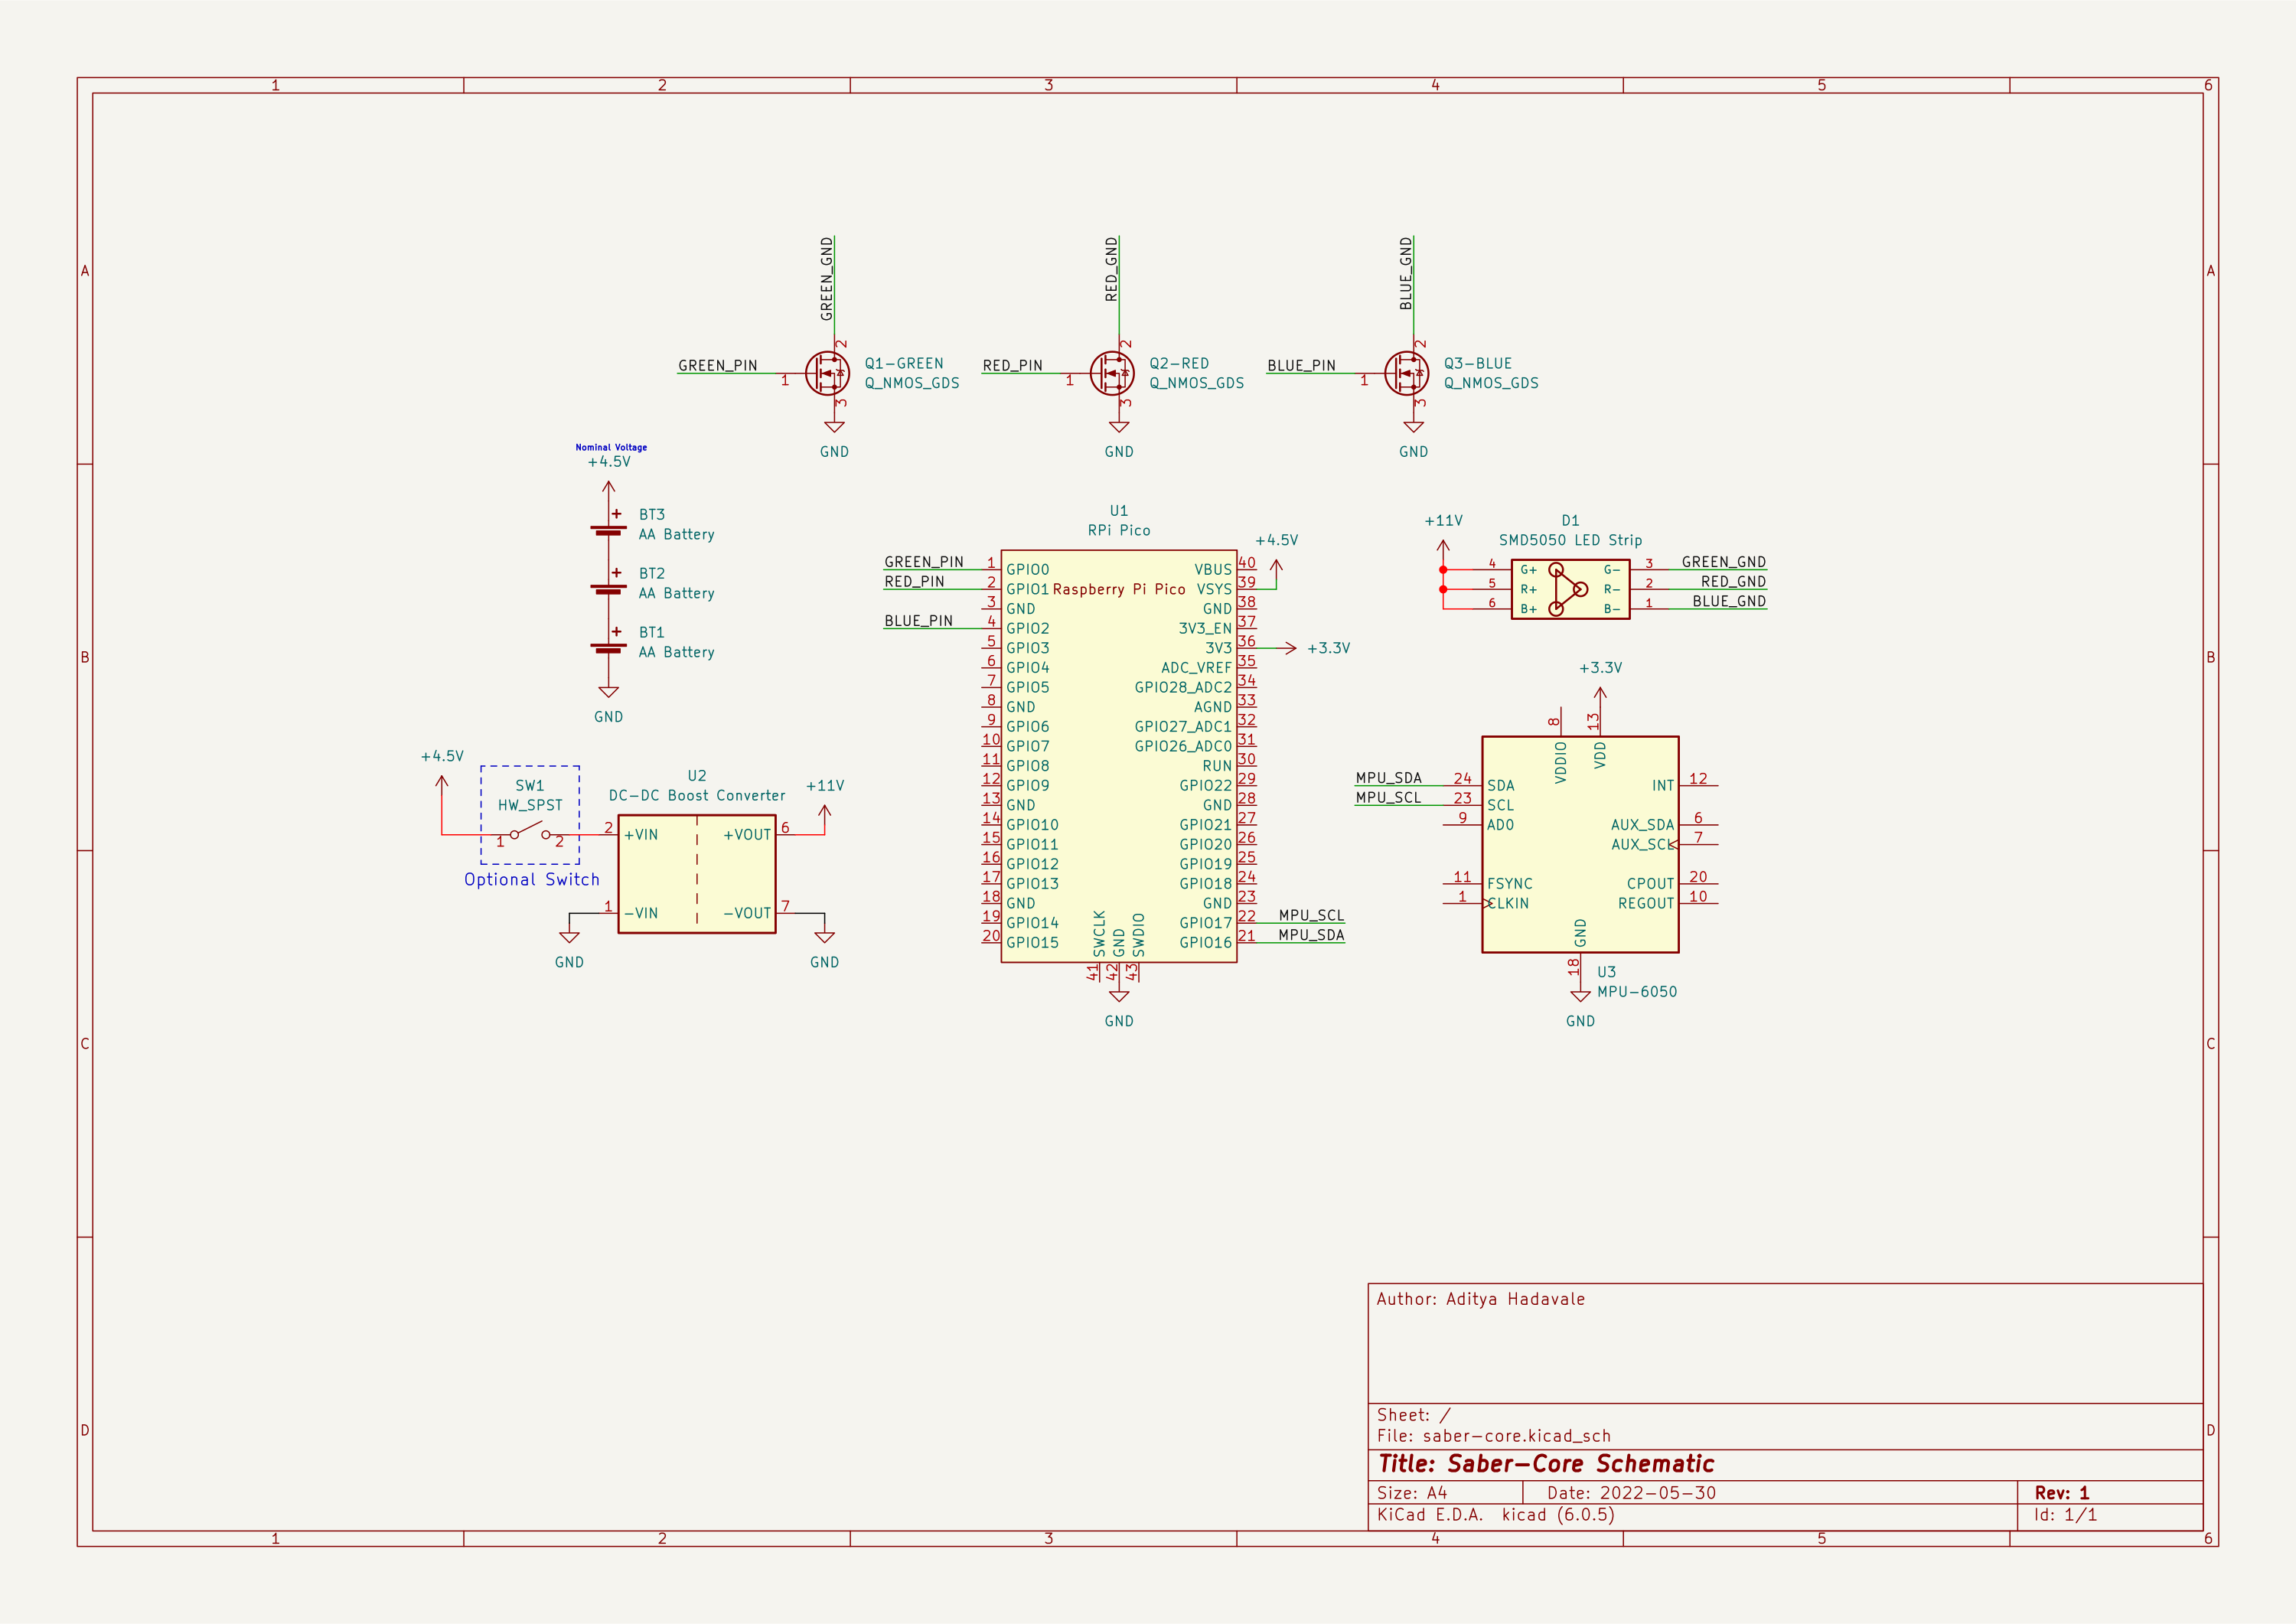 1 2 3 4 5 6
A A
GREEN_GND
RED_GND
BLUE_GND
GREEN_PIN 1 2 3
Q1-GREEN
Q_NMOS_GDS
GND
RED_PIN 1 2 3
Q2-RED
Q_NMOS_GDS
GND
BLUE_PIN 1 2 3
Q3-BLUE
Q_NMOS_GDS
GND
Nominal Voltage
+4.5V
+ BT3
AA Battery
+ BT2
AA Battery
+ BT1
AA Battery
GND
B B
+4.5V
SW1
HW_SPST
1 2
Optional Switch
U2
DC-DC Boost Converter
+11V
2 +VIN +VOUT 6
1 -VIN -VOUT 7
GND
GND
U1
RPi Pico
+4.5V
Raspberry Pi Pico
GREEN_PIN 1 GPIO0 VBUS 40
RED_PIN 2 GPIO1 VSYS 39
3 GND GND 38
BLUE_PIN 4 GPIO2 3V3_EN 37
5 GPIO3 3V3 36 +3.3V
6 GPIO4 ADC_VREF 35
7 GPIO5 GPIO28_ADC2 34
8 GND AGND 33
9 GPIO6 GPIO27_ADC1 32
10 GPIO7 GPIO26_ADC0 31
11 GPIO8 RUN 30
12 GPIO9 GPIO22 29
13 GND GND 28
14 GPIO10 GPIO21 27
15 GPIO11 GPIO20 26
16 GPIO12 GPIO19 25
17 GPIO13 GPIO18 24
18 GND GND 23
19 GPIO14 GPIO17 22 MPU_SCL
20 GPIO15 GPIO16 21 MPU_SDA
SWCLK GND SWDIO
41 42 43
GND
+11V
D1
SMD5050 LED Strip
4 G+ G- 3 GREEN_GND
5 R+ R- 2 RED_GND
6 B+ B- 1 BLUE_GND
+3.3V
8 13
VDDIO VDD
MPU_SDA 24 SDA INT 12
MPU_SCL 23 SCL
9 AD0 AUX_SDA 6
AUX_SCL 7
11 FSYNC CPOUT 20
1 CLKIN REGOUT 10
GND
18
U3
MPU-6050
GND
C C
D D
Author: Aditya Hadavale
Sheet: /
File: saber-core.kicad_sch
Title: Saber-Core Schematic
Size: A4 Date: 2022-05-30 Rev: 1
KiCad E.D.A. kicad (6.0.5) Id: 1/1
1 2 3 4 5 6